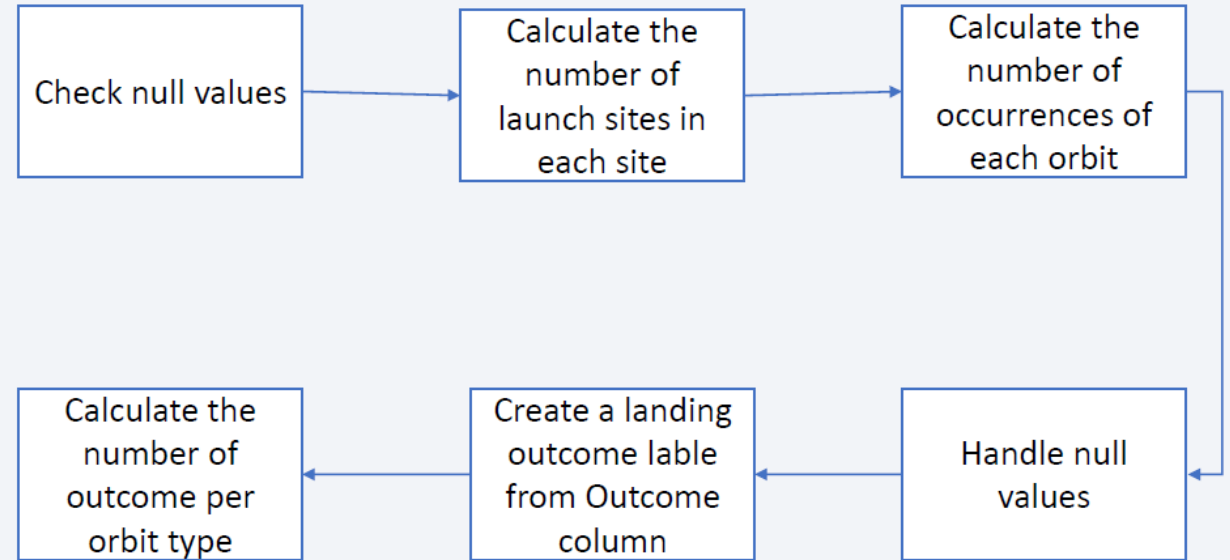 Check null values
Calculate the
number of
launch sites in
each site
Calculate the
number of
occurrences of
each orbit
Handle null
values
Create a landing
outcome lable
from Outcome
column
Calculate the
number of
outcome per
orbit type